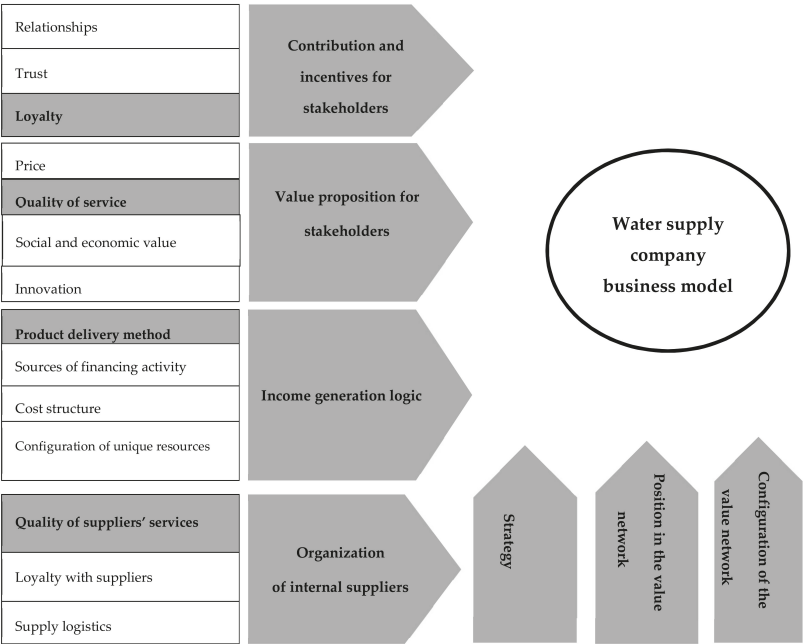 Relationships
Trust
Loyalty
Contribution and
incentives for
stakeholders
Price
Quality of service
Social and economic value
Innovation
Value proposition for
stakeholders
Water supply
company
business model
Product delivery method
Sources of financing activity
Cost structure
Configuration of unique resources
Income generation logic
Quality of suppliers’ services
Loyalty with suppliers
Supply logistics
Organization
of internal suppliers
Strategy
Position in the value
network
Configuration of the
value network